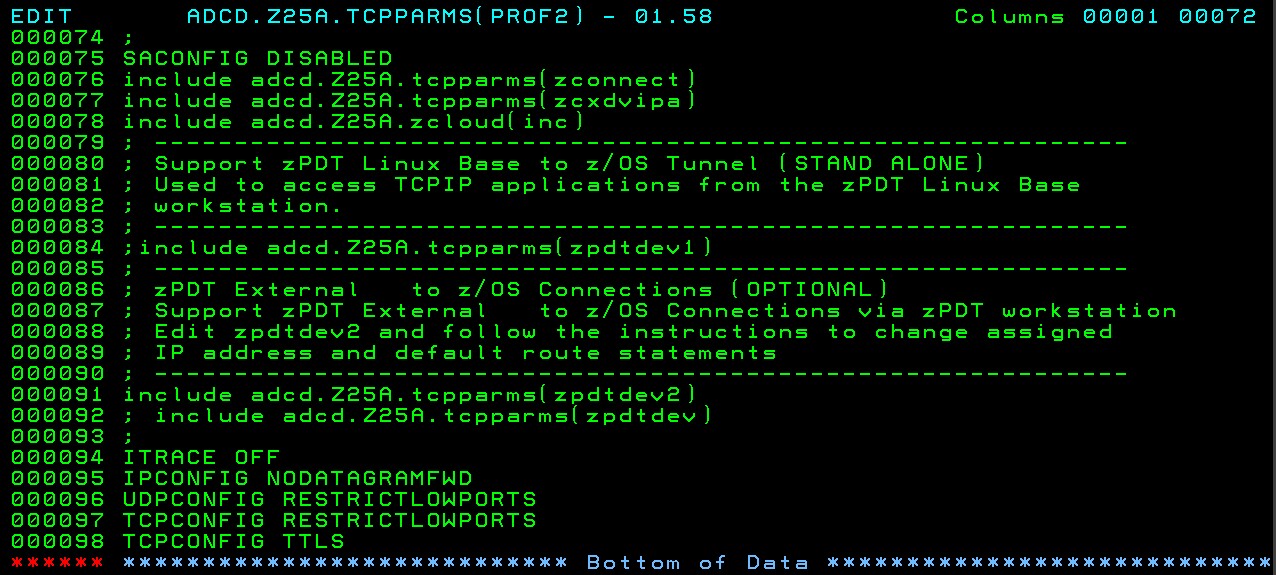 EDIT       ADCD.Z25A.TCPPARMS(PROF2) - 01.58                       Columns 00001 00072
000074 ;
000075 SACONFIG DISABLED
000076 include adcd.Z25A.tcpparms(zconnect)
000077 include adcd.Z25A.tcpparms(zcxdvipa)
000078 include adcd.Z25A.zcloud(inc)
000079 ; -------------------------------------------------------------
000080 ; Support zPDT Linux Base to z/OS Tunnel (STAND ALONE)
000081 ; Used to access TCPIP applications from the zPDT Linux Base
000082 ; workstation.
000083 ; -------------------------------------------------------------
000084 ;include adcd.Z25A.tcpparms(zpdtdev1)
000085 ; -------------------------------------------------------------
000086 ; zPDT External   to z/OS Connections (OPTIONAL)
000087 ; Support zPDT External   to z/OS Connections via zPDT workstation
000088 ; Edit zpdtdev2 and follow the instructions to change assigned
000089 ; IP address and default route statements
000090 ; -------------------------------------------------------------
000091 include adcd.Z25A.tcpparms(zpdtdev2)
000092 ; include adcd.Z25A.tcpparms(zpdtdev)
000093 ;
000094 ITRACE OFF
000095 IPCONFIG NODATAGRAMFWD
000096 UDPCONFIG RESTRICTLOWPORTS
000097 TCPCONFIG RESTRICTLOWPORTS
000098 TCPCONFIG TTLS
****** **************************** Bottom of Data ****************************